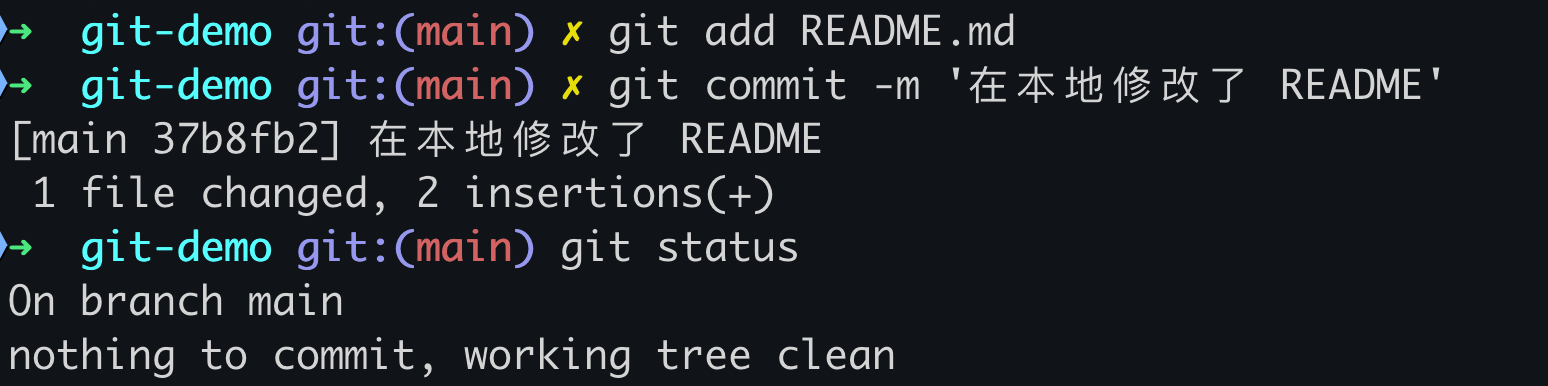 ➜  git-demo git:(main) ✗ git add README.md
➜  git-demo git:(main) ✗ git commit -m '在本地修改了 README'
[main 37b8fb2] 在本地修改了 README
 1 file changed, 2 insertions(+)
➜  git-demo git:(main) git status
On branch main
nothing to commit, working tree clean